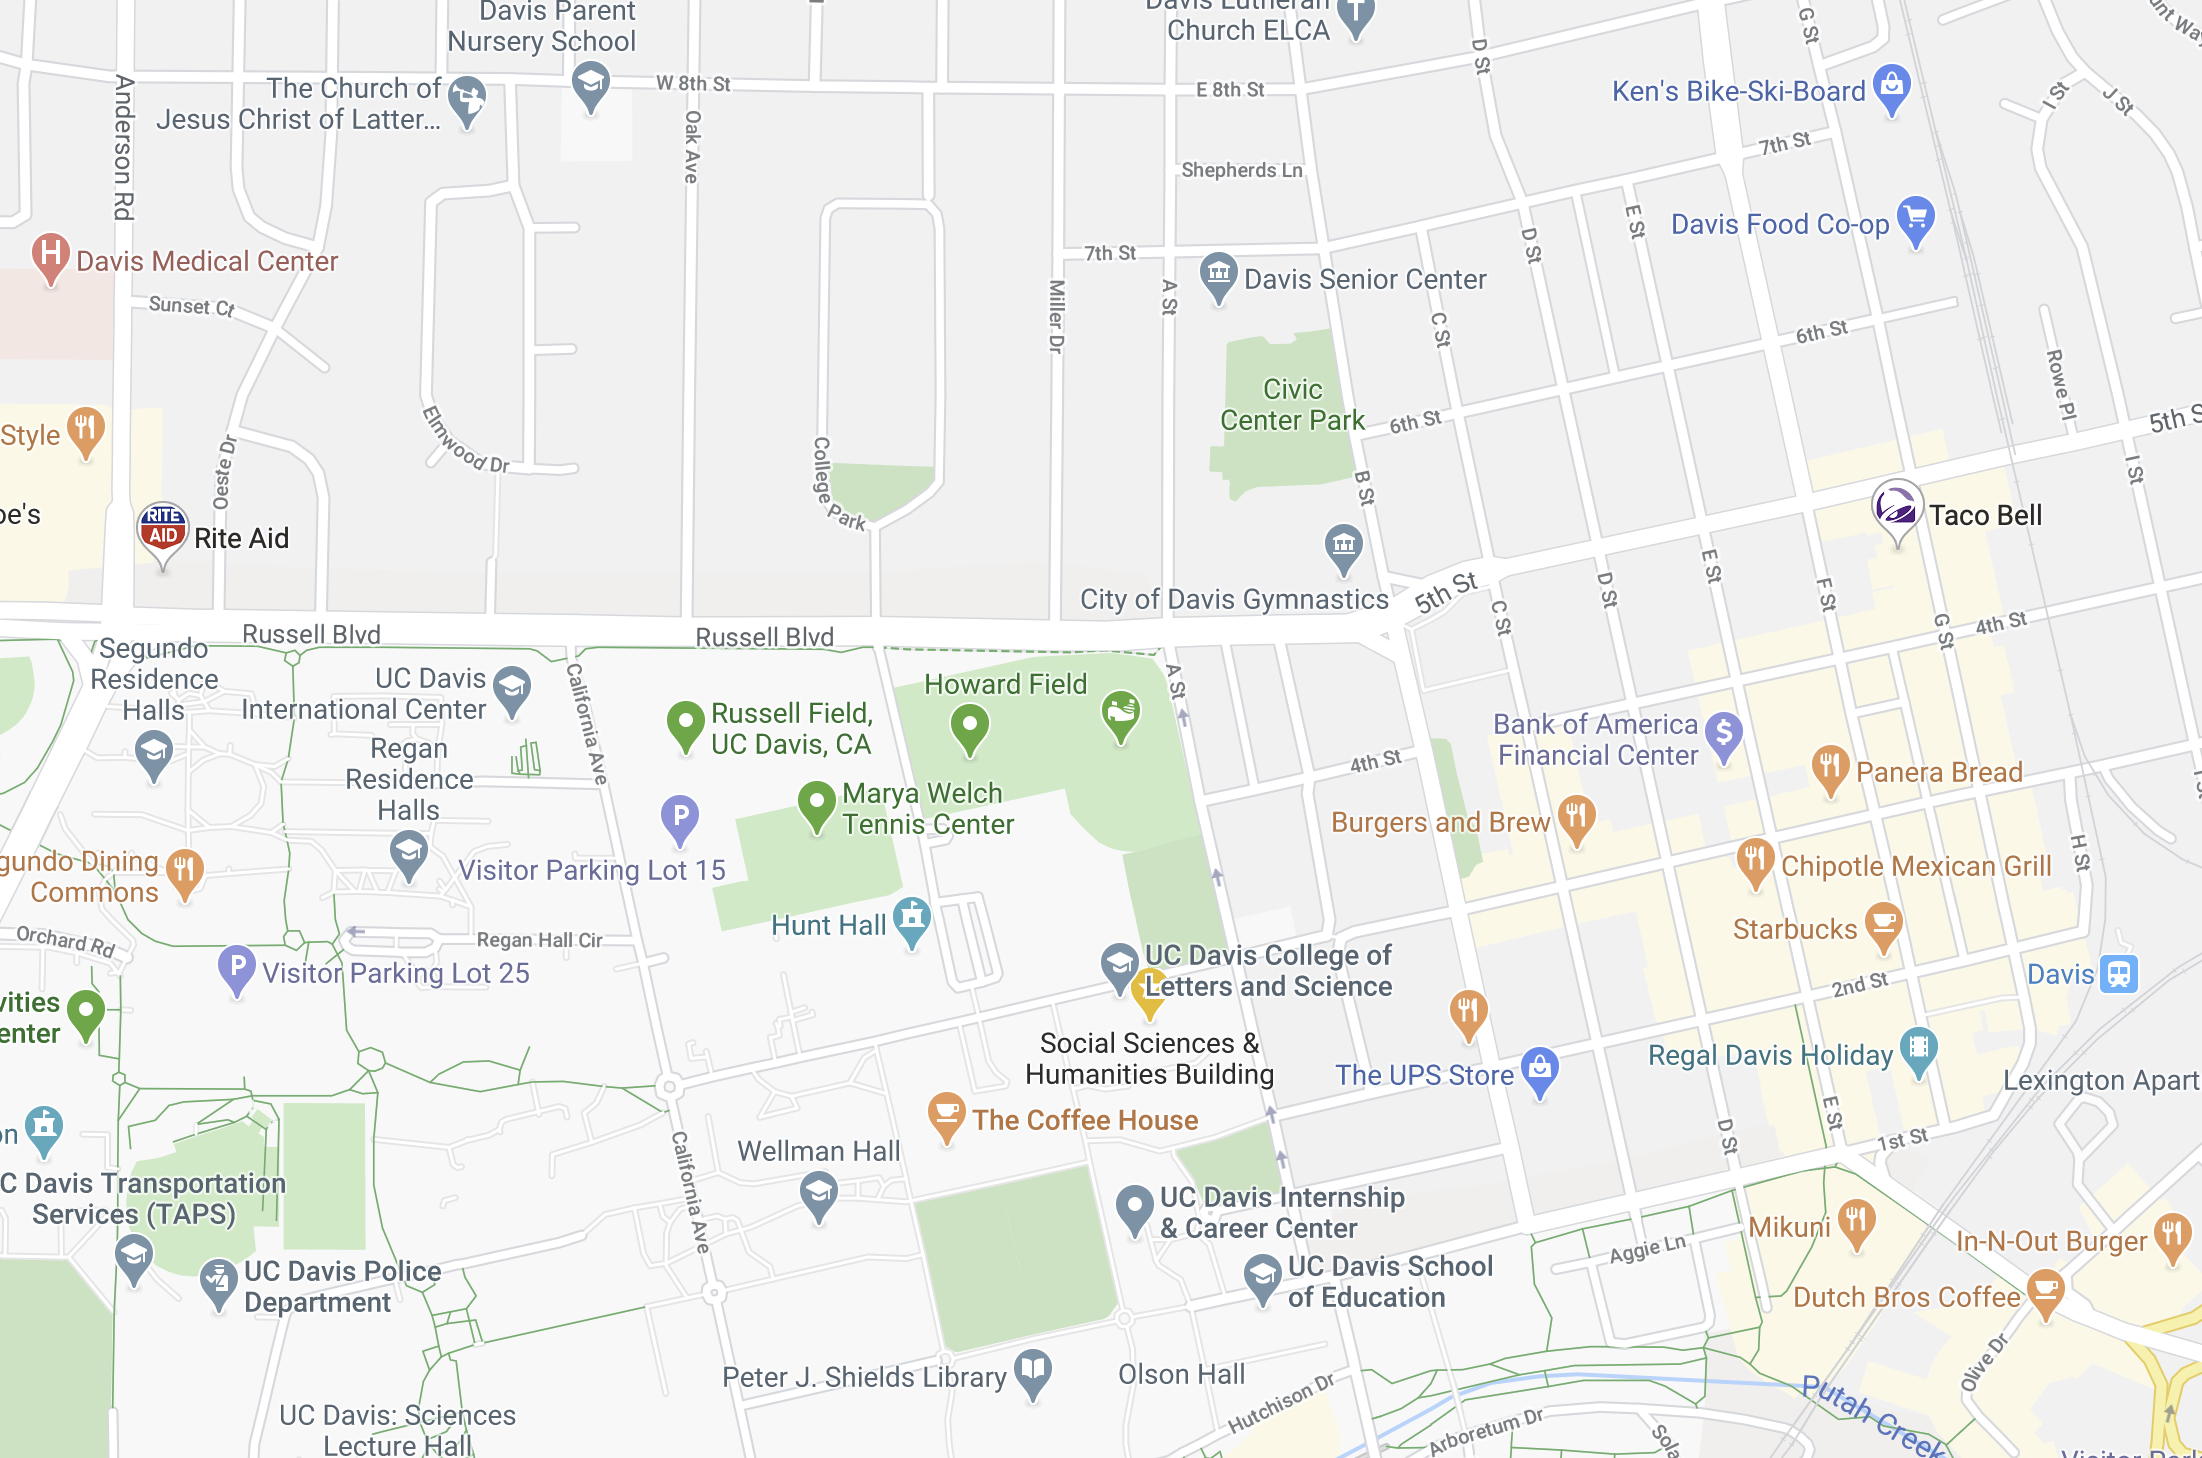 Davis Parent
Nursery School
Davis Lutheran
Church ELCA
D St
G St
I St
J St
The Church of
Jesus Christ of Latter...
W 8th St
E 8th St
Ken's Bike-Ski-Board
Anderson Rd
Oak Ave
Shepherds Ln
7th St
Davis Medical Center
Sunset Ct
7th St
A St
Miller Dr
Davis Senior Center
D St
E St
Davis Food Co-op
C St
6th St
Rowe Pl
Civic
Center Park
6th St
5th S
Style
Elmwood Dr
Oeste Dr
College
Park
B St
I St
oe's
RITE
AID
Rite Aid
Taco Bell
City of Davis Gymnastics
5th St
C St
D St
E St
F St
G St
4th St
Russell Blvd
Russell Blvd
Segundo
Residence
Halls
UC Davis
International Center
California Ave
Howard Field
A St
Russell Field,
UC Davis, CA
Regan
Residence
Halls
Bank of America
Financial Center
4th St
Panera Bread
Marya Welch
Tennis Center
P
Burgers and Brew
Visitor Parking Lot 15
gundo Dining
Commons
Chipotle Mexican Grill
H St
Hunt Hall
Starbucks
Orchard Rd
Regan Hall Cir
P
Visitor Parking Lot 25
UC Davis College of
Letters and Science
2nd St
Davis
vities
enter
Social Sciences &
Humanities Building
The UPS Store
Regal Davis Holiday
Lexington Apart
The Coffee House
on
Wellman Hall
California Ave
D St
E St
1st St
C Davis Transportation
Services (TAPS)
UC Davis Internship
& Career Center
Mikuni
Aggie Ln
In-N-Out Burger
UC Davis Police
Department
UC Davis School
of Education
Dutch Bros Coffee
Peter J. Shields Library
Olson Hall
Hutchison Dr
Olive Dr
Putah Creek
UC Davis: Sciences
Lecture Hall
Arboretum Dr
Sola